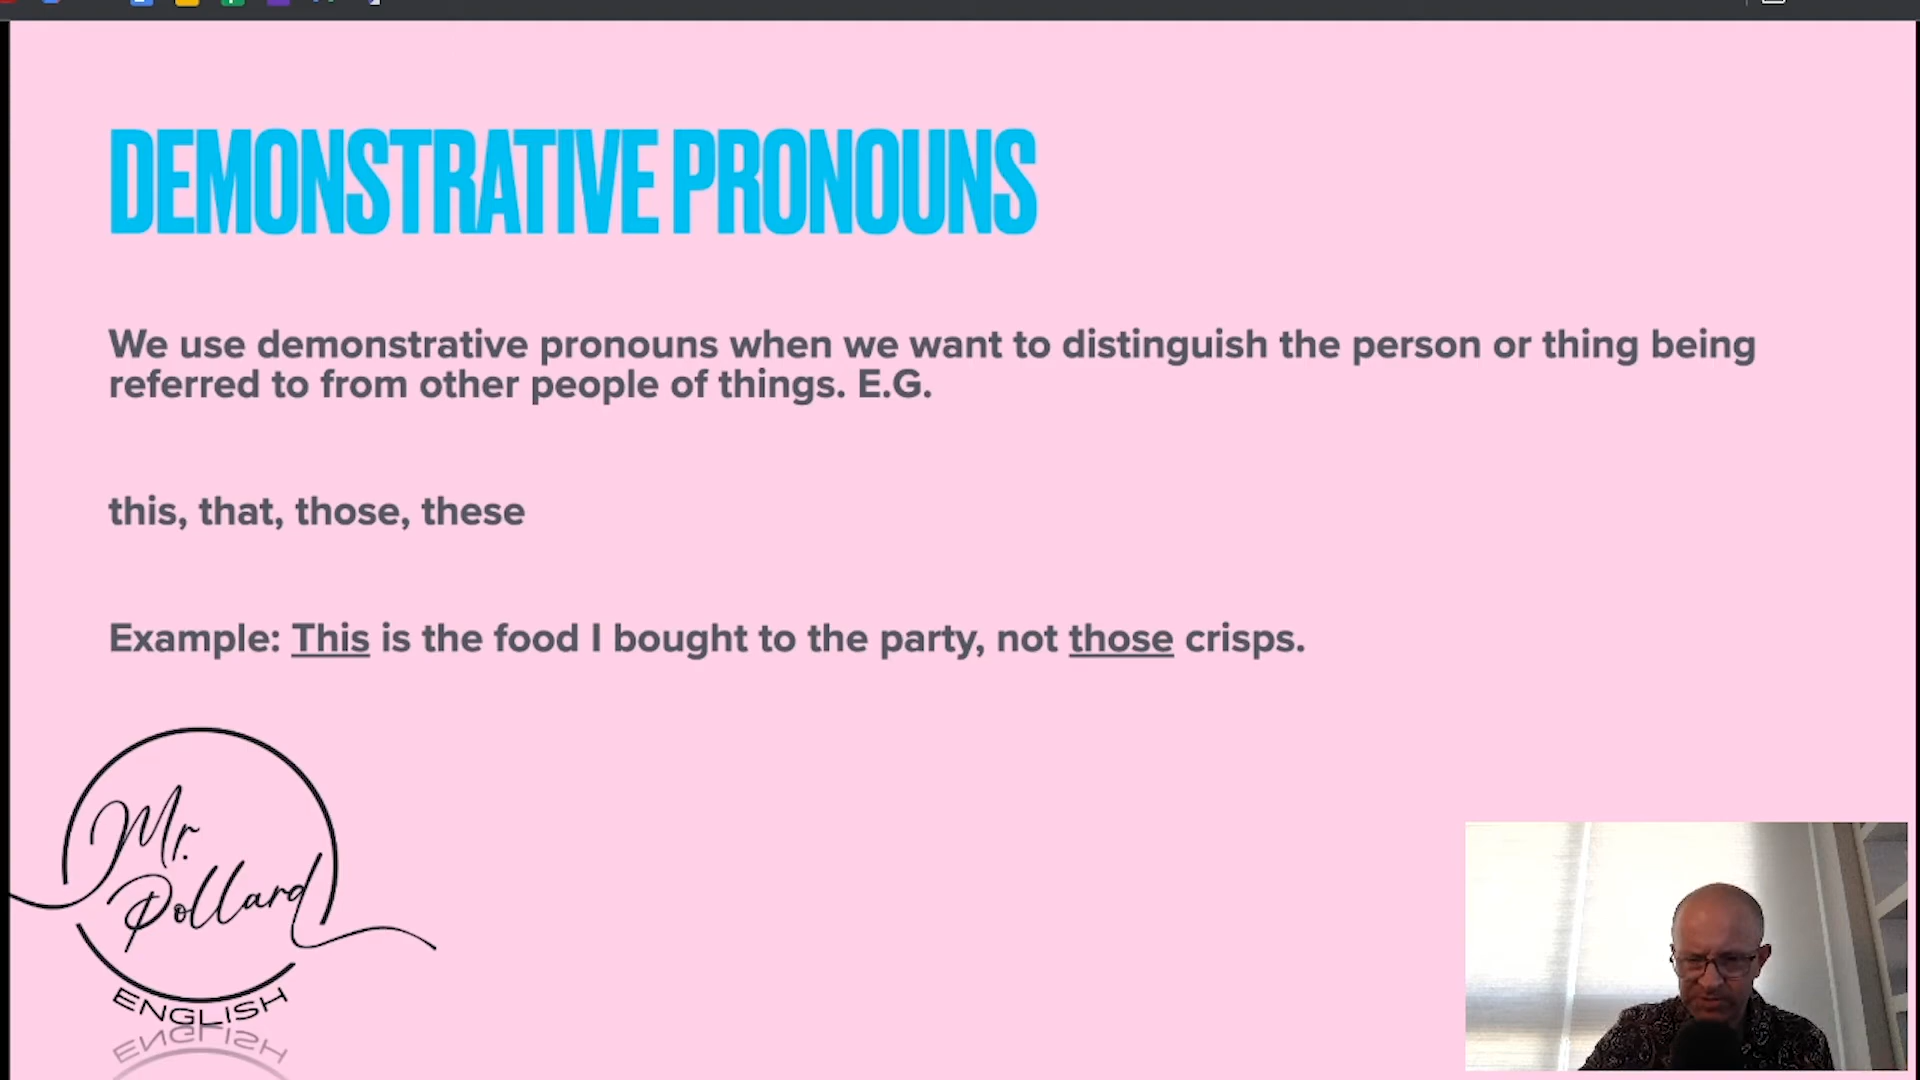 DEMONSTRATIVE PRONOUNS
We use demonstrative pronouns when we want to distinguish the person or thing being
referred to from other people of things. E.G.
this, that, those, these
Example: This is the food I bought to the party, not those crisps.
Mr.
Pollard
ENGLISH